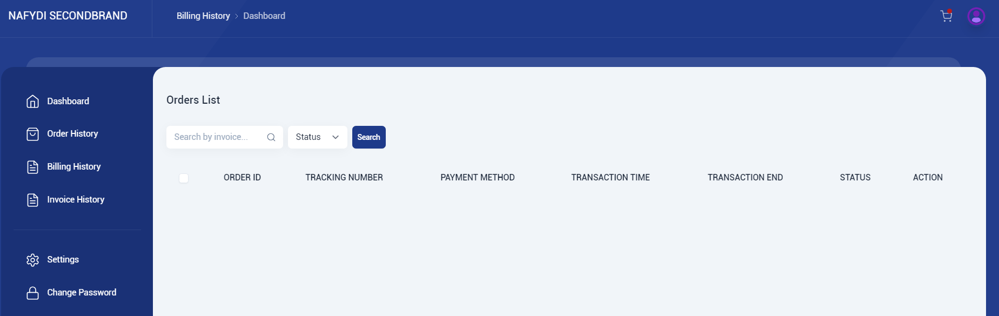 NAFYDI SECONDBRAND
Billing History > Dashboard
Dashboard
Order History
Billing History
Invoice History
Settings
Change Password
Orders List
Search by invoice...
Status
Search
ORDER ID TRACKING NUMBER PAYMENT METHOD TRANSACTION TIME TRANSACTION END STATUS ACTION